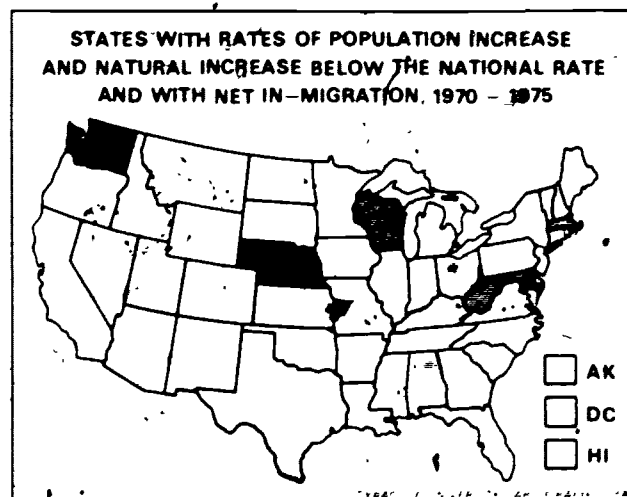 STATES WITH RATES OF POPULATION INCREASE
AND NATURAL INCREASE BELOW THE NATIONAL RATE
AND WITH NET IN-MIGRATION, 1970 - 1975
AK
DC
HI